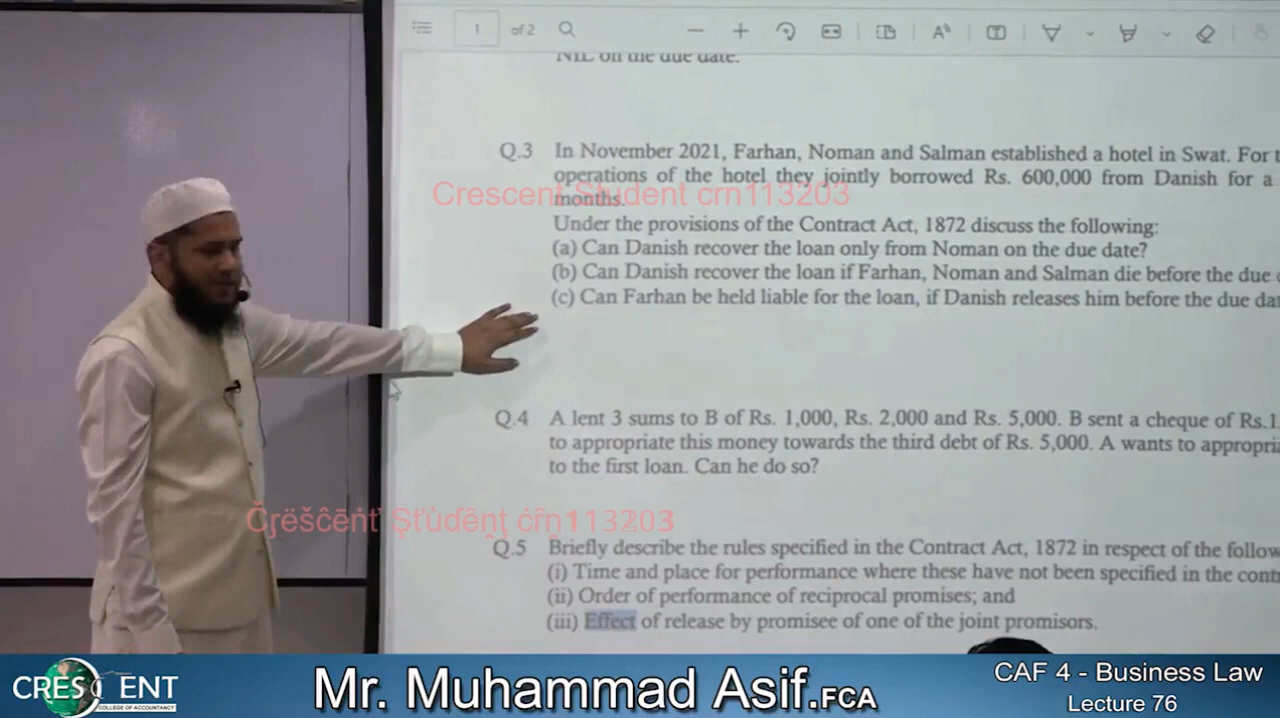 1 of 2
NIL on the due date.
Q.3 In November 2021, Farhan, Noman and Salman established a hotel in Swat. For t
operations of the hotel they jointly borrowed Rs. 600,000 from Danish for a
months.
Crescent Student crn113203
Under the provisions of the Contract Act, 1872 discuss the following:
(a) Can Danish recover the loan only from Noman on the due date?
(b) Can Danish recover the loan if Farhan, Noman and Salman die before the due
(c) Can Farhan be held liable for the loan, if Danish releases him before the due dat
Q.4 A lent 3 sums to B of Rs. 1,000, Rs. 2,000 and Rs. 5,000. B sent a cheque of Rs.1
to appropriate this money towards the third debt of Rs. 5,000. A wants to appropria
to the first loan. Can he do so?
Q.5 Briefly describe the rules specified in the Contract Act, 1872 in respect of the follow
(i) Time and place for performance where these have not been specified in the cont
(ii) Order of performance of reciprocal promises; and
(iii) Effect of release by promisee of one of the joint promisors.
CRESCENT
COLLEGE OF ACCOUNTANCY
Mr. Muhammad Asif.FCA
CAF 4 - Business Law
Lecture 76